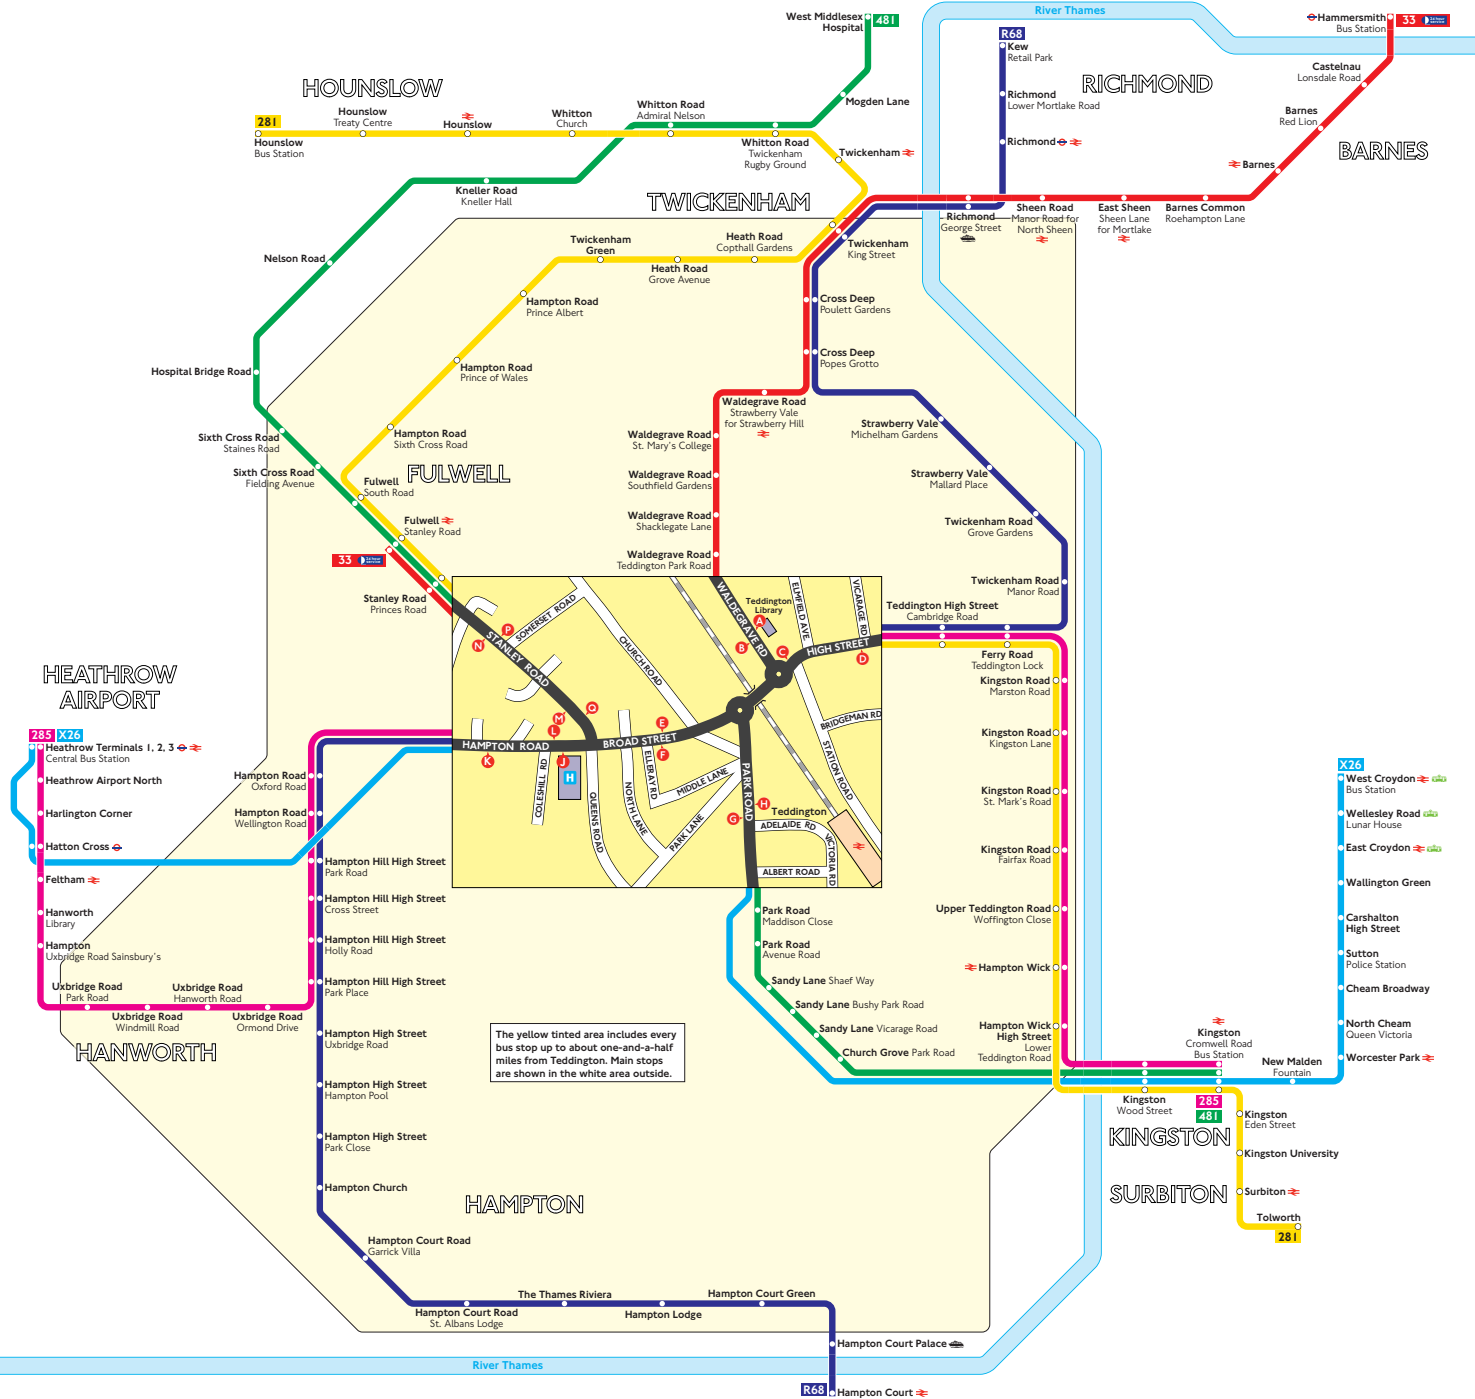 West Middlesex
Hospital
481
River Thames
Hammersmith
Bus Station
33
24 hour
service
R68
Kew
Retail Park
RICHMOND
Castelnau
Lonsdale Road
HOUNSLOW
Mogden Lane
Richmond
Lower Mortlake Road
Barnes
Red Lion
281
Hounslow
Bus Station
Hounslow
Treaty Centre
Hounslow
Whitton
Church
Whitton Road
Admiral Nelson
Whitton Road
Twickenham
Rugby Ground
Twickenham
Richmond
Barnes
BARNES
Kneller Road
Kneller Hall
TWICKENHAM
Richmond
George Street
Sheen Road
Manor Road for
North Sheen
East Sheen
Sheen Lane
for Mortlake
Barnes Common
Roehampton Lane
Nelson Road
Twickenham
Green
Heath Road
Grove Avenue
Heath Road
Copthall Gardens
Twickenham
King Street
Hampton Road
Prince Albert
Cross Deep
Poulett Gardens
Cross Deep
Popes Grotto
Hospital Bridge Road
Hampton Road
Prince of Wales
Waldegrave Road
Strawberry Vale
for Strawberry Hill
Strawberry Vale
Michelham Gardens
Sixth Cross Road
Staines Road
Hampton Road
Sixth Cross Road
Waldegrave Road
St. Mary's College
Sixth Cross Road
Fielding Avenue
FULWELL
Fulwell
South Road
Waldegrave Road
Southfield Gardens
Strawberry Vale
Mallard Place
Fulwell
Stanley Road
Waldegrave Road
Shacklegate Lane
Twickenham Road
Grove Gardens
33
24 hour
service
Waldegrave Road
Teddington Park Road
Twickenham Road
Manor Road
Stanley Road
Princes Road
Teddington High Street
Cambridge Road
Ferry Road
Teddington Lock
SOMERSET ROAD
STANLEY ROAD
CHURCH ROAD
WALDEGRAVE RD
Teddington
Library
ELMFIELD AVE.
VICARAGE RD
HIGH STREET
P
N
A
B
C
D
Q
M
L
E
F
K
J
HAMPTON ROAD
BROAD STREET
BRIDGEMAN RD
STATION ROAD
COLESHILL RD
H
QUEENS ROAD
NORTH LANE
ELLERAY RD
MIDDLE LANE
PARK LANE
PARK ROAD
H
G
Teddington
ADELAIDE RD
VICTORIA RD
ALBERT ROAD
HEATHROW
AIRPORT
285
X26
Heathrow Terminals 1, 2, 3
Central Bus Station
Heathrow Airport North
Harlington Corner
Hatton Cross
Feltham
Hanworth
Library
Hampton
Uxbridge Road Sainsbury's
Uxbridge Road
Park Road
Uxbridge Road
Windmill Road
Uxbridge Road
Hanworth Road
Uxbridge Road
Ormond Drive
HANWORTH
Hampton Road
Oxford Road
Hampton Road
Wellington Road
Hampton Hill High Street
Park Road
Hampton Hill High Street
Cross Street
Hampton Hill High Street
Holly Road
Hampton Hill High Street
Park Place
Hampton High Street
Uxbridge Road
Hampton High Street
Hampton Pool
Hampton High Street
Park Close
Hampton Church
HAMPTON
Hampton Court Road
Garrick Villa
Hampton Court Road
St. Albans Lodge
The Thames Riviera
Hampton Lodge
Hampton Court Green
Hampton Court Palace
R68
Hampton Court
River Thames
Park Road
Maddison Close
Park Road
Avenue Road
Sandy Lane Shaef Way
Sandy Lane Bushy Park Road
Sandy Lane Vicarage Road
Church Grove Park Road
The yellow tinted area includes every
bus stop up to about one-and-a-half
miles from Teddington. Main stops
are shown in the white area outside.
Kingston Road
Marston Road
Kingston Road
Kingston Lane
Kingston Road
St. Mark's Road
Kingston Road
Fairfax Road
Upper Teddington Road
Woffington Close
Hampton Wick
Hampton Wick
High Street
Lower
Teddington Road
Kingston
Cromwell Road
Bus Station
Kingston
Wood Street
285
481
KINGSTON
New Malden
Fountain
Kingston
Eden Street
Kingston University
SURBITON
Surbiton
Tolworth
281
X26
West Croydon
Bus Station
Wellesley Road
Lunar House
East Croydon
Wallington Green
Carshalton
High Street
Sutton
Police Station
Cheam Broadway
North Cheam
Queen Victoria
Worcester Park